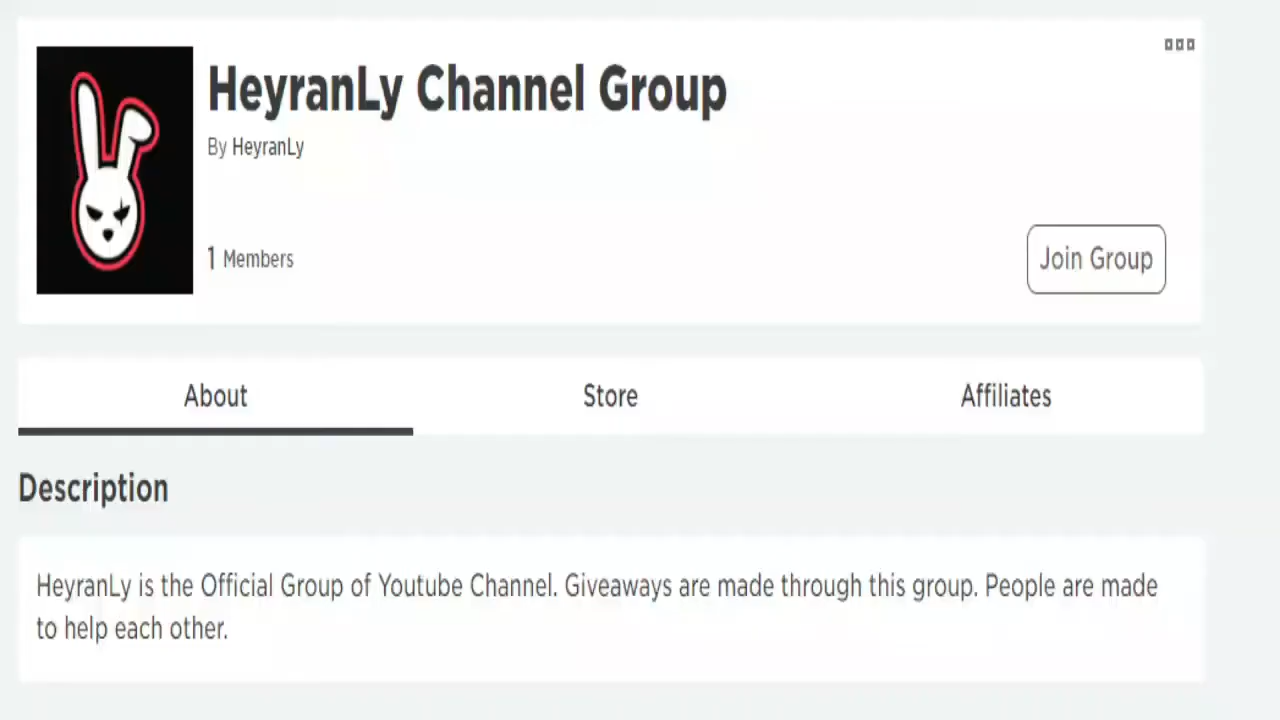 HeyranLy Channel Group
By HeyranLy
1 Members
Join Group
About
Store
Affiliates
Description
HeyranLy is the Official Group of Youtube Channel. Giveaways are made through this group. People are made
to help each other.